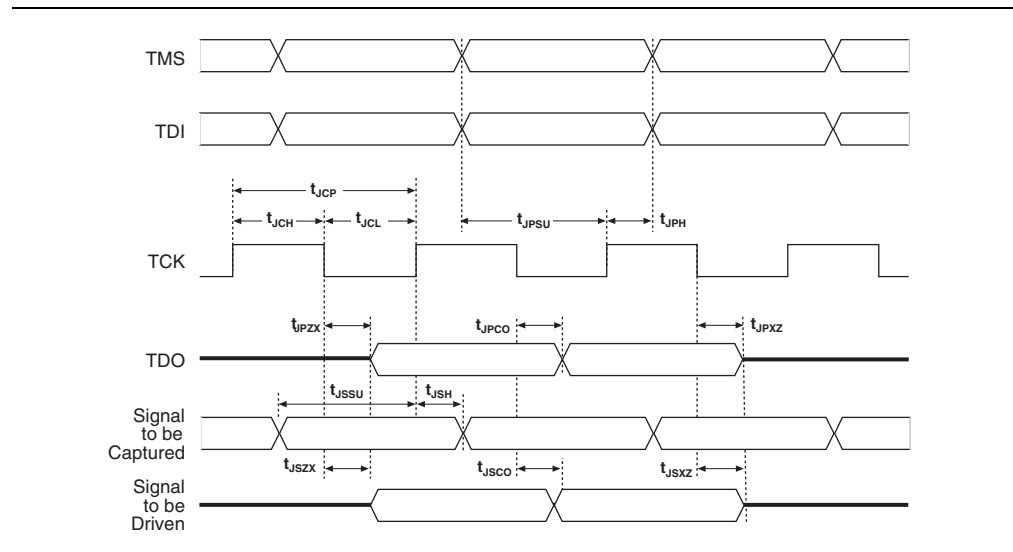 TMS
TDI
tJCP
tJCH
tJCL
tJPSU
tJPH
TCK
tJPZX
tJPCO
tJPXZ
TDO
tJSSU
tJSH
Signal
to be
Captured
tJSZX
tJSCO
tJSXZ
Signal
to be
Driven